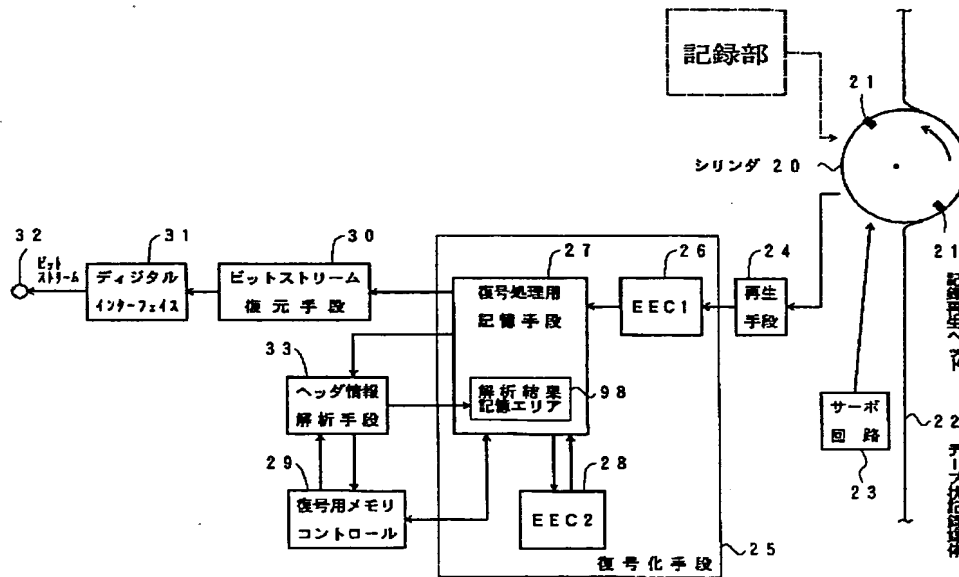 記録部
21
シリンダ 20
21
記録再生ヘッド
32
ビット
ストリーム
31
ディジタル
インターフェイス
30
ビットストリーム
復元手段
27
復号処理用
記憶手段
26
EEC1
24
再生
手段
33
ヘッダ情報
解析手段
解析結果
記憶エリア
98
サーボ
回路
23
22
テープ状記録媒体
29
復号用メモリ
コントロール
28
EEC2
25
復号化手段